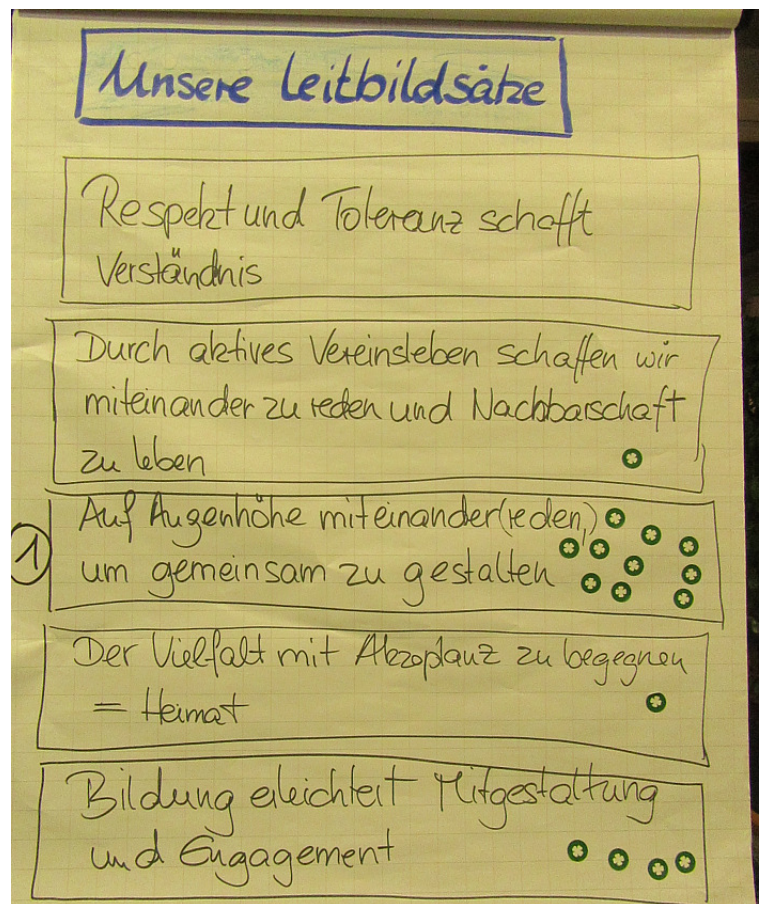 Unsere Leitbildsätze
Respekt und Toleranz schafft
Verständnis
Durch aktives Vereinsleben schaffen wir
miteinander zu reden und Nachbarschaft
zu leben
Auf Augenhöhe miteinander (reden,)
1
um gemeinsam zu gestalten
Der Vielfalt mit Akzeptanz zu begegnen
= Heimat
Bildung erleichtert Mitgestaltung
und Engagement